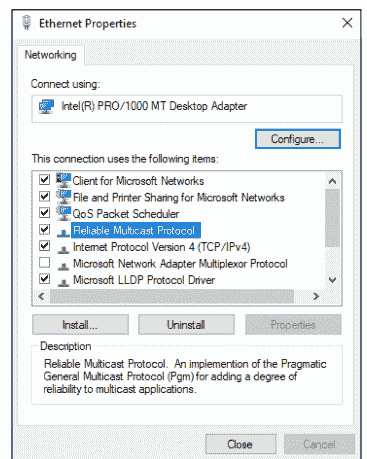 Ethernet Properties
Networking
Connect using:
Intel(R) PRO/1000 MT Desktop Adapter
Configure...
This connection uses the following items:
Client for Microsoft Networks
File and Printer Sharing for Microsoft Networks
QoS Packet Scheduler
Reliable Multicast Protocol
Internet Protocol Version 4 (TCP/IPv4)
Microsoft Network Adapter Multiplexor Protocol
Microsoft LLDP Protocol Driver
Install... Uninstall Properties
Description
Reliable Multicast Protocol. An implemention of the Pragmatic
General Multicast Protocol (Pgm) for adding a degree of
reliability to multicast applications.
Close Cancel